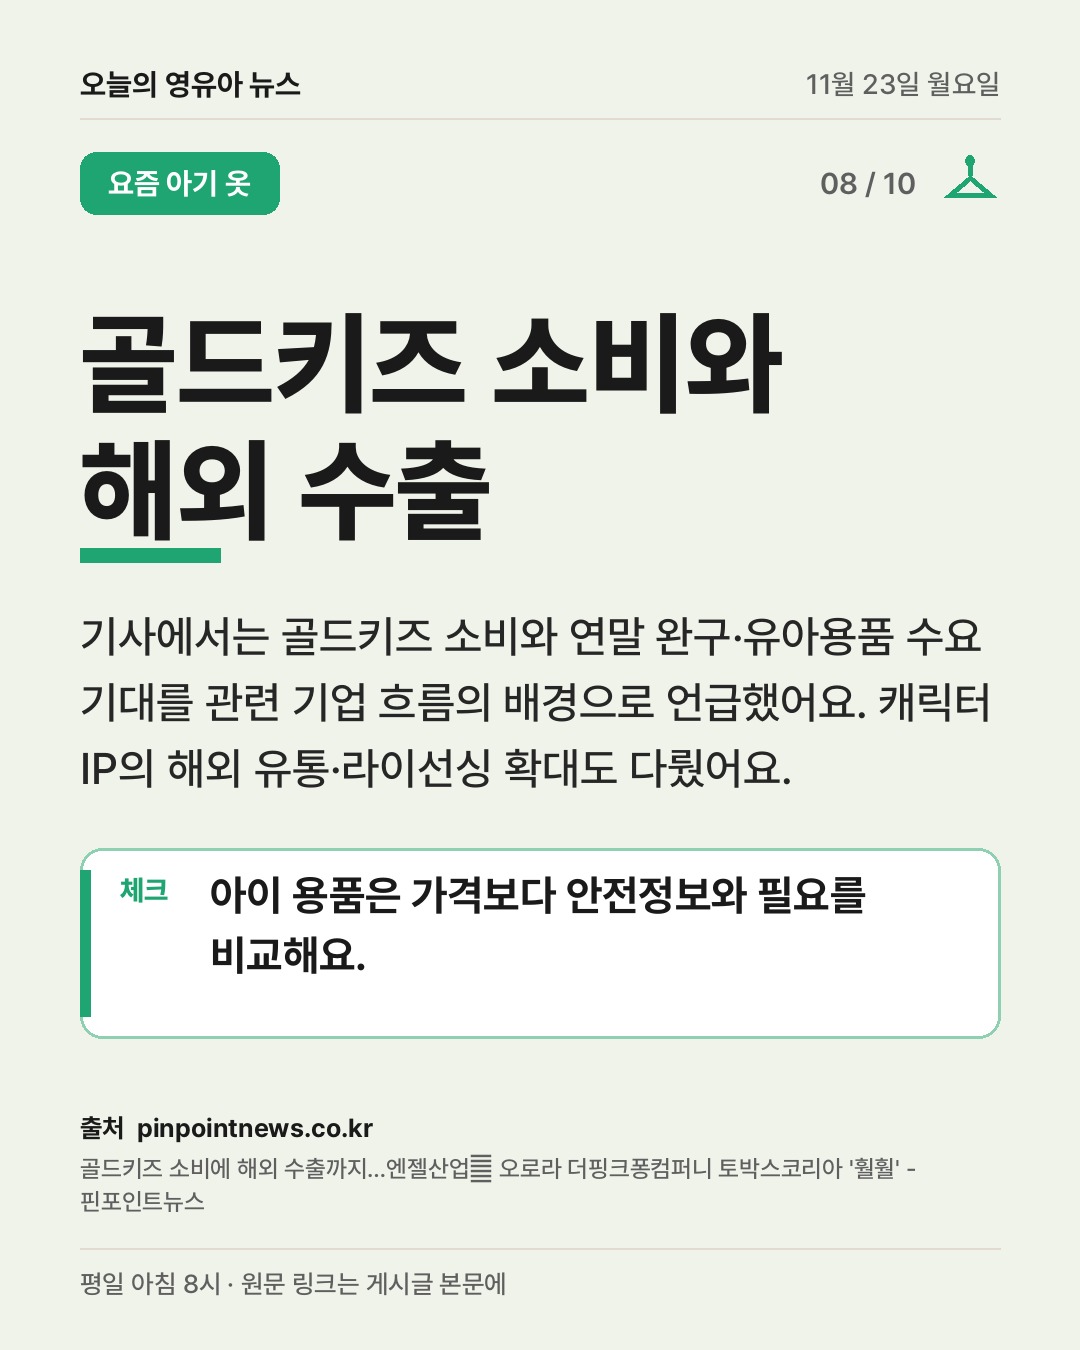 오늘의 영유아 뉴스
11월 23일 월요일
요즘 아기 옷
08 / 10
골드키즈 소비와
해외 수출
기사에서는 골드키즈 소비와 연말 완구·유아용품 수요
기대를 관련 기업 흐름의 배경으로 언급했어요. 캐릭터
IP의 해외 유통·라이선싱 확대도 다뤘어요.
체크
아이 용품은 가격보다 안전정보와 필요를
비교해요.
출처 pinpointnews.co.kr
골드키즈 소비에 해외 수출까지...엔젤산업䷀ 오로라 더핑크퐁컴퍼니 토박스코리아 '훨훨' -
핀포인트뉴스
평일 아침 8시 · 원문 링크는 게시글 본문에